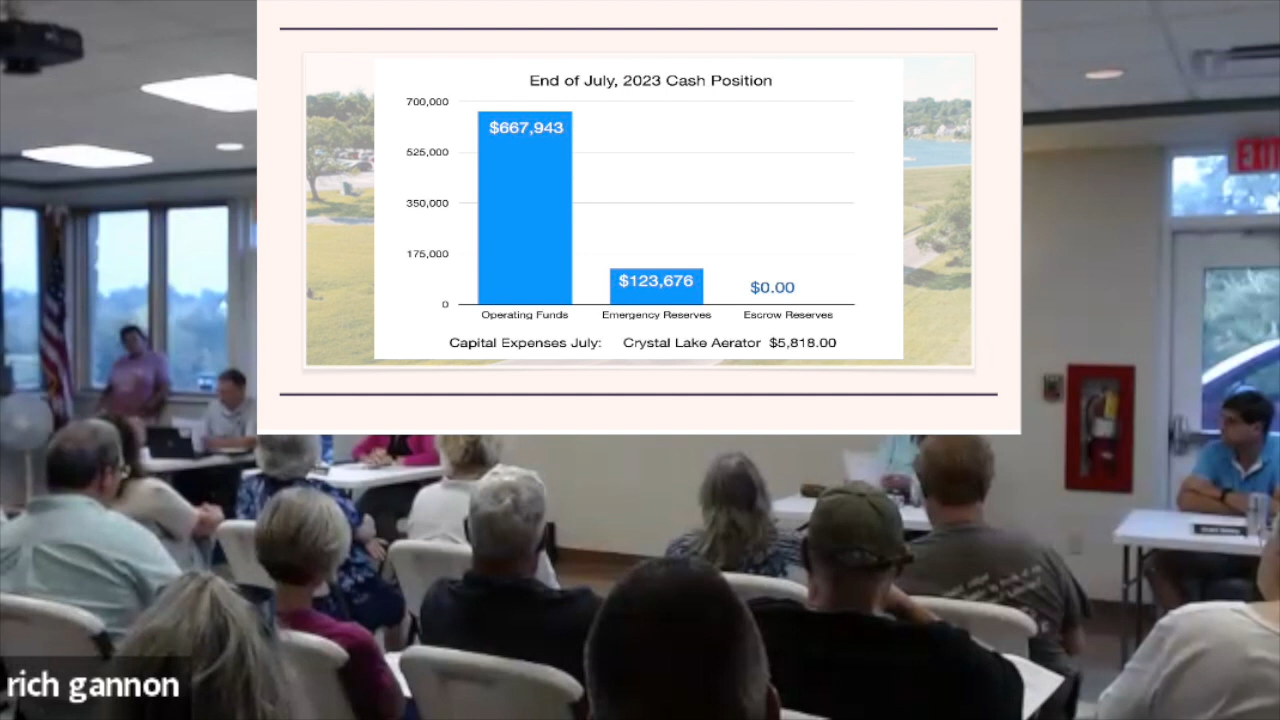 End of July, 2023 Cash Position
700,000
$667,943
525,000
350,000
175,000
$123,676
$0.00
0
Operating Funds
Emergency Reserves
Escrow Reserves
Capital Expenses July: Crystal Lake Aerator $5,818.00
EXIT
rich gannon